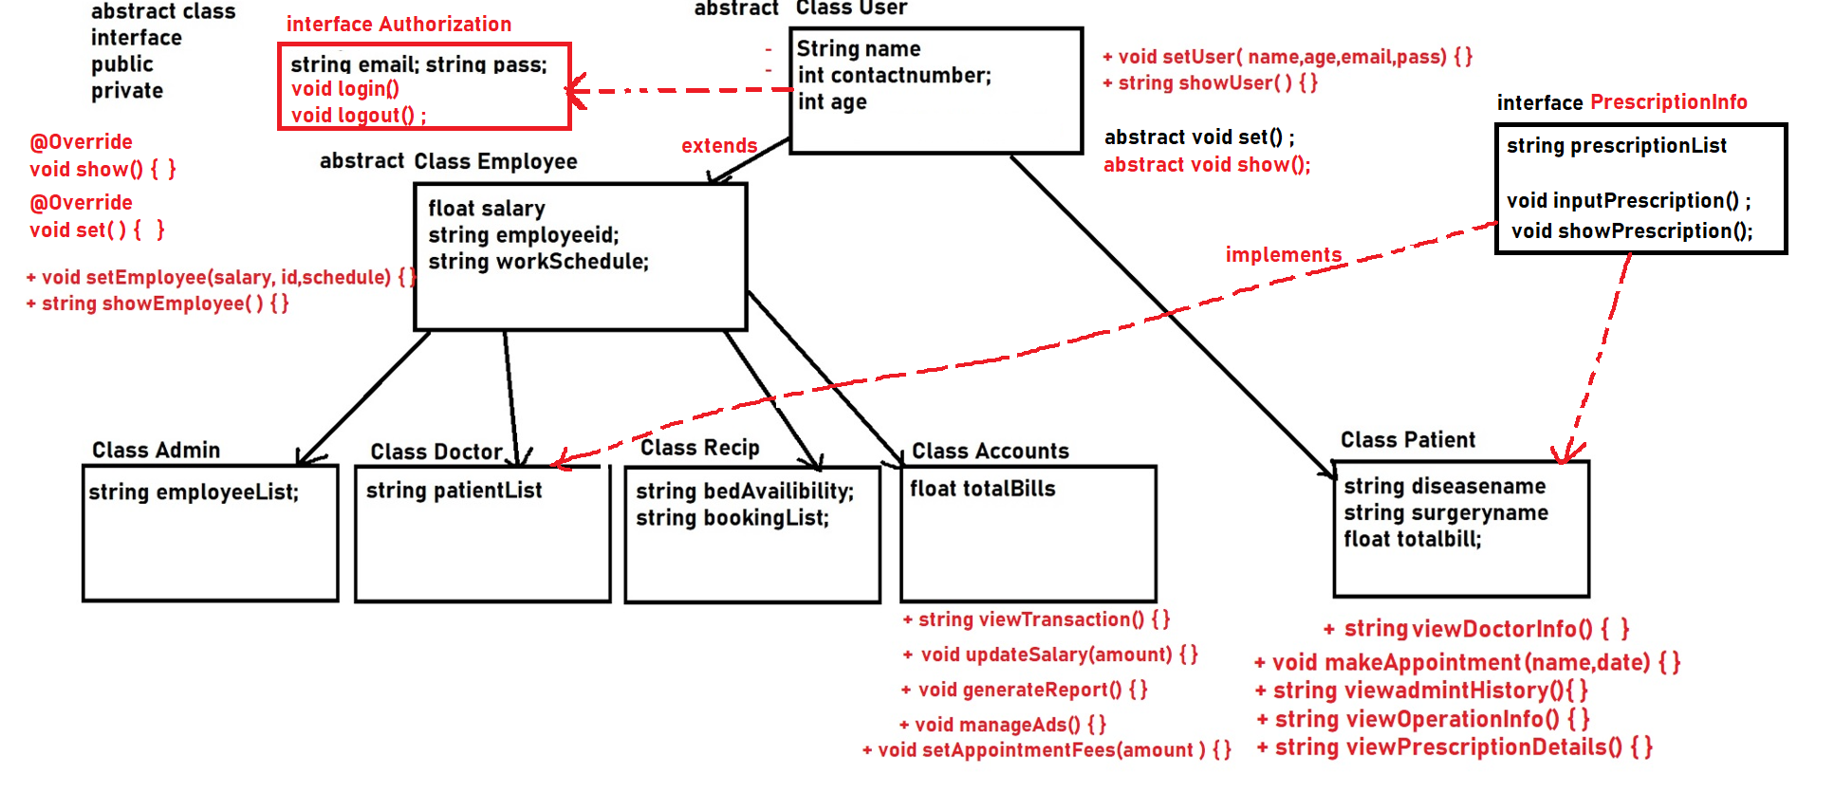 abstract class
interface
public
private
interface Authorization
string email; string pass;
void login()
void logout() ;
abstract Class User
- String name
- int contactnumber;
int age
+ void setUser( name,age,email,pass) {}
+ string showUser( ) {}
abstract void set() ;
abstract void show();
interface PrescriptionInfo
string prescriptionList
void inputPrescription() ;
void showPrescription();
@Override
void show() { }
@Override
void set( ) { }
+ void setEmployee(salary, id,schedule) {}
+ string showEmployee( ) {}
extends
abstract Class Employee
float salary
string employeeid;
string workSchedule;
implements
Class Admin
string employeeList;
Class Doctor
string patientList
Class Recip
string bedAvailibility;
string bookingList;
Class Accounts
float totalBills
+ string viewTransaction() {}
+ void updateSalary(amount) {}
+ void generateReport() {}
+ void manageAds() {}
+ void setAppointmentFees(amount ) {}
Class Patient
string diseasename
string surgeryname
float totalbill;
+ string viewDoctorInfo() { }
+ void makeAppointment(name,date) {}
+ string viewadmintHistory(){}
+ string viewOperationInfo() {}
+ string viewPrescriptionDetails() {}